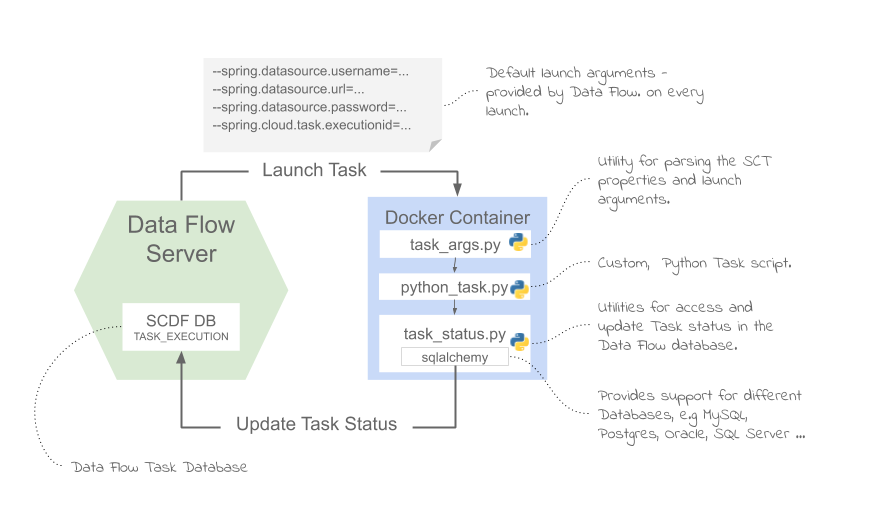 --spring.datasource.username=...
--spring.datasource.url=...
--spring.datasource.password=...
--spring.cloud.task.executionid=...
Default launch arguments -
provided by Data Flow. on every
launch.
Launch Task
Utility for parsing the SCT
properties and launch
arguments.
Data Flow
Server
Docker Container
task_args.py
python_task.py
Custom, Python Task script.
SCDF DB
TASK_EXECUTION
task_status.py
sqlalchemy
Utilities for access and
update Task status in the
Data Flow database.
Provides support for different
Databases, e.g MySQL,
Postgres, Oracle, SQL Server ...
Update Task Status
Data Flow Task Database